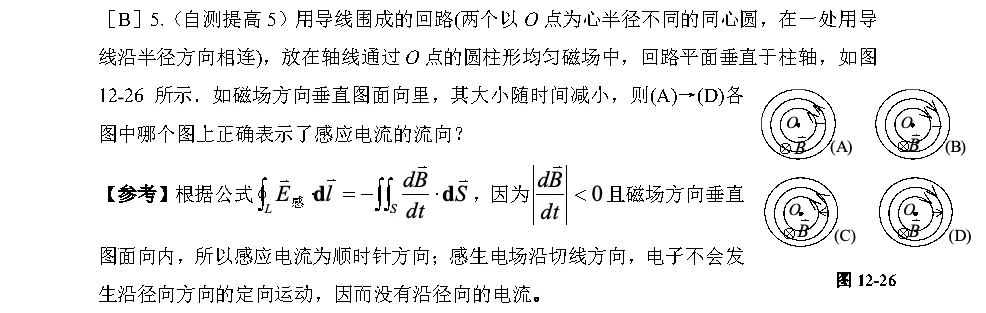 ［B］5.（自测提高 5）用导线围成的回路(两个以 O 点为心半径不同的同心圆，在一处用导
线沿半径方向相连)，放在轴线通过 O 点的圆柱形均匀磁场中，回路平面垂直于柱轴，如图
12-26 所示．如磁场方向垂直图面向里，其大小随时间减小，则(A)→(D)各
图中哪个图上正确表示了感应电流的流向？
【参考】根据公式 ∮_L E⃗_感 · dl⃗ = −∬_S dB⃗/dt · dS⃗，因为 |dB⃗/dt| < 0 且磁场方向垂直
图面向内，所以感应电流为顺时针方向；感生电场沿切线方向，电子不会发
生沿径向方向的定向运动，因而没有沿径向的电流。
O ⊗B⃗ (A)
O ⊗B⃗ (B)
O ⊗B⃗ (C)
O ⊗B⃗ (D)
图 12-26